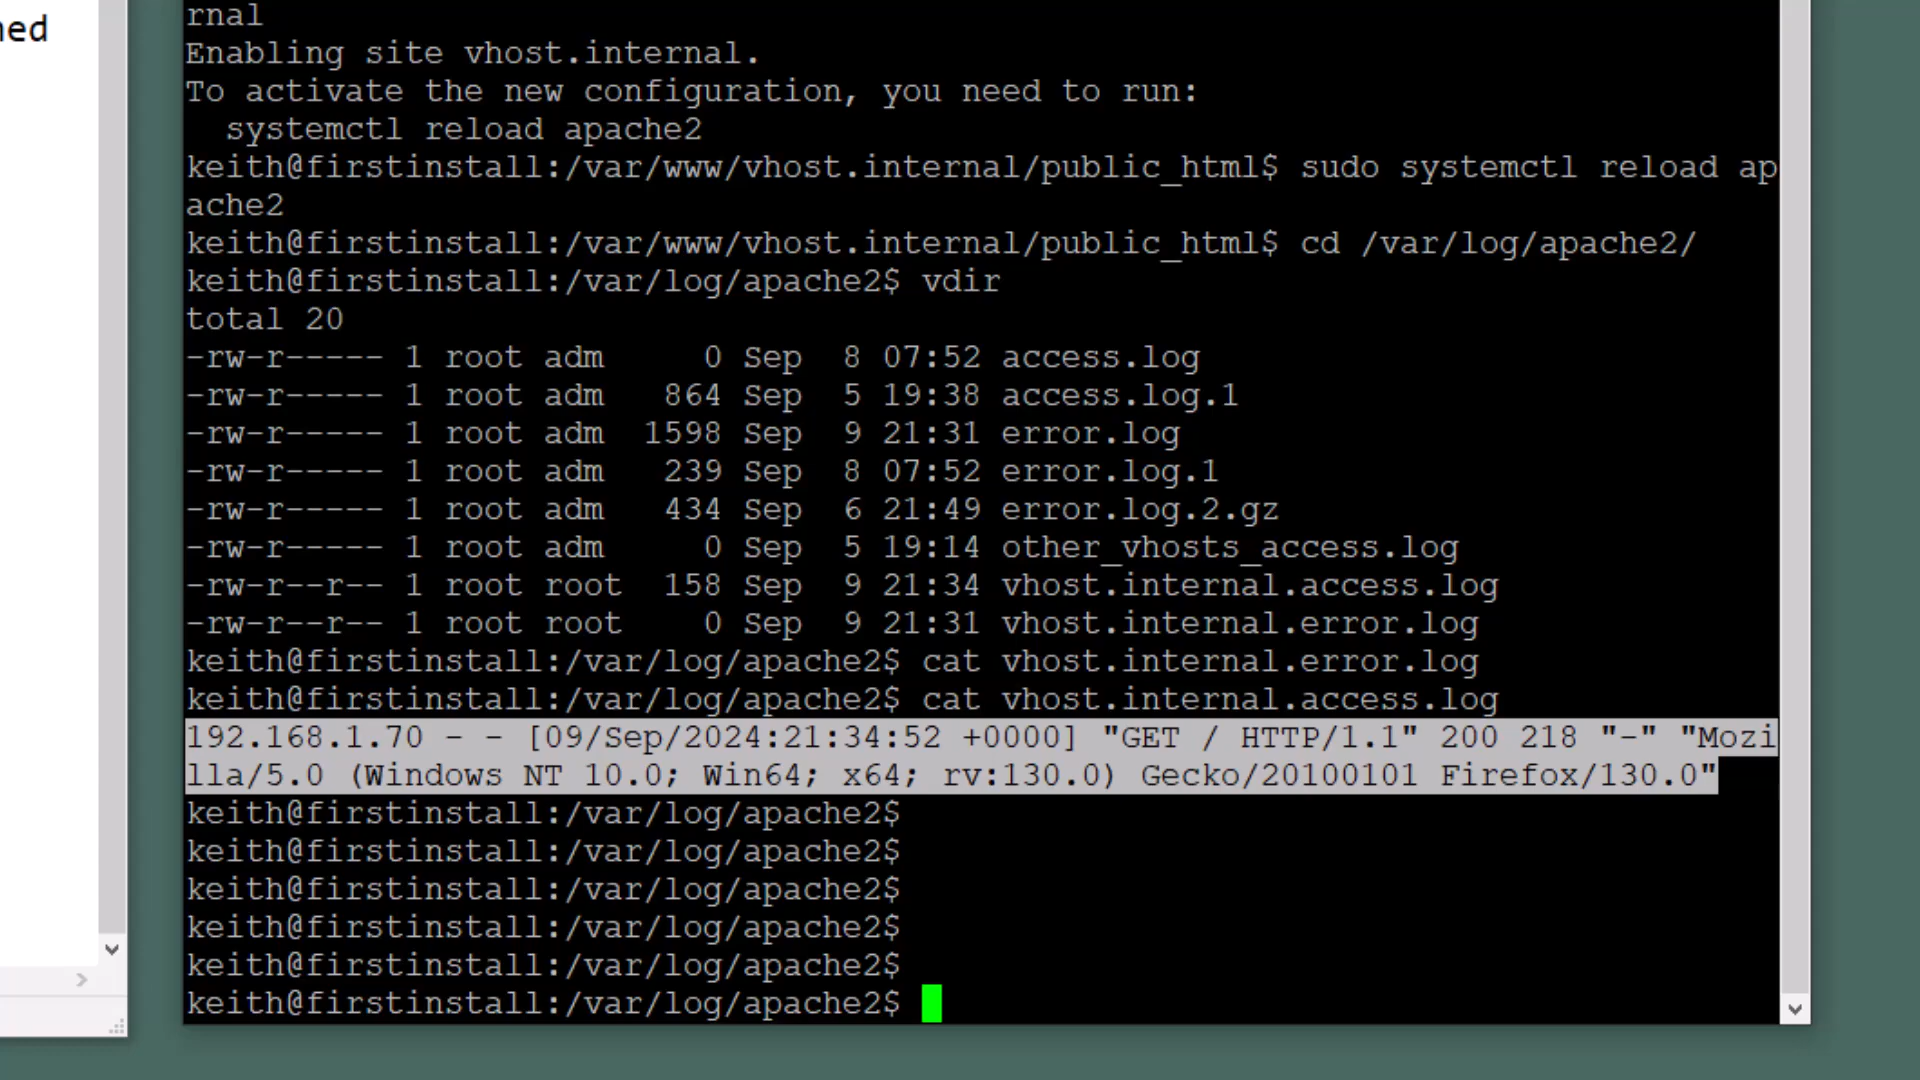 ned
rnal
Enabling site vhost.internal.
To activate the new configuration, you need to run:
  systemctl reload apache2
keith@firstinstall:/var/www/vhost.internal/public_html$ sudo systemctl reload ap
ache2
keith@firstinstall:/var/www/vhost.internal/public_html$ cd /var/log/apache2/
keith@firstinstall:/var/log/apache2$ vdir
total 20
-rw-r----- 1 root adm     0 Sep  8 07:52 access.log
-rw-r----- 1 root adm   864 Sep  5 19:38 access.log.1
-rw-r----- 1 root adm  1598 Sep  9 21:31 error.log
-rw-r----- 1 root adm   239 Sep  8 07:52 error.log.1
-rw-r----- 1 root adm   434 Sep  6 21:49 error.log.2.gz
-rw-r----- 1 root adm     0 Sep  5 19:14 other_vhosts_access.log
-rw-r--r-- 1 root root  158 Sep  9 21:34 vhost.internal.access.log
-rw-r--r-- 1 root root    0 Sep  9 21:31 vhost.internal.error.log
keith@firstinstall:/var/log/apache2$ cat vhost.internal.error.log
keith@firstinstall:/var/log/apache2$ cat vhost.internal.access.log
192.168.1.70 - - [09/Sep/2024:21:34:52 +0000] "GET / HTTP/1.1" 200 218 "-" "Mozi
lla/5.0 (Windows NT 10.0; Win64; x64; rv:130.0) Gecko/20100101 Firefox/130.0"
keith@firstinstall:/var/log/apache2$
keith@firstinstall:/var/log/apache2$
keith@firstinstall:/var/log/apache2$
keith@firstinstall:/var/log/apache2$
keith@firstinstall:/var/log/apache2$
keith@firstinstall:/var/log/apache2$